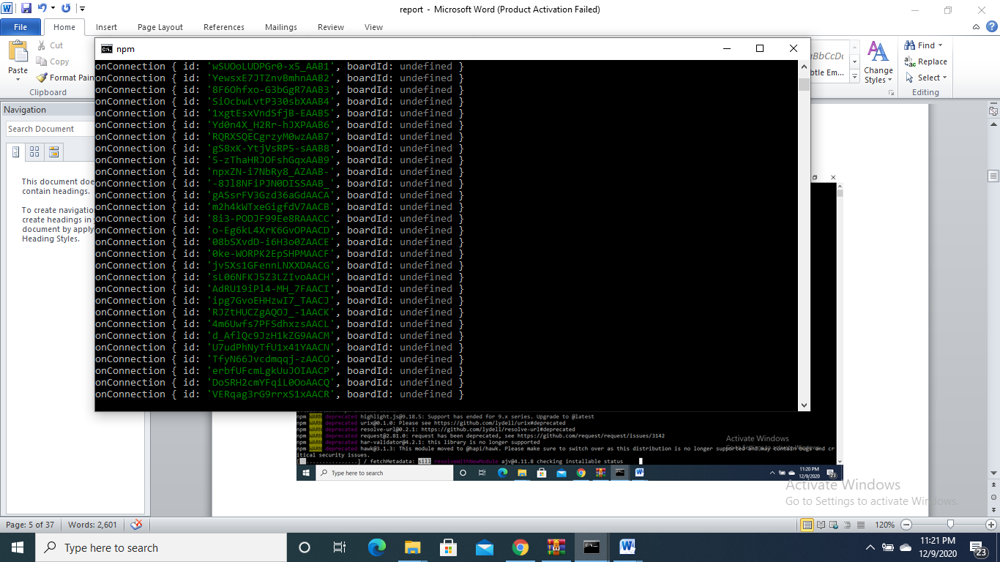 report - Microsoft Word (Product Activation Failed)
File Home Insert Page Layout References Mailings Review View
Paste
Cut
Copy
Format Pain
Clipboard
Change
Styles
Find
Replace
Select
Editing
Navigation
Search Document
This document doe
contain headings.
To create navigatio
create headings in
document by apply
Heading Styles.
npm
onConnection { id: 'wSUOoLUDPGr0-x5_AAB1', boardId: undefined }
onConnection { id: 'YewsxE7JTZnvBmhnAAB2', boardId: undefined }
onConnection { id: '8F6Ohfxo-G3bGgR7AAB3', boardId: undefined }
onConnection { id: 'SiOcbwLvtP330sbXAAB4', boardId: undefined }
onConnection { id: '1xgtEsxVndSfjB-EAAB5', boardId: undefined }
onConnection { id: 'Yd0n4X_H2Rr-hJXPAAB6', boardId: undefined }
onConnection { id: 'RQRXSQECgrzyM0wzAAB7', boardId: undefined }
onConnection { id: 'gS8xK-YtjVsRP5-sAAB8', boardId: undefined }
onConnection { id: '5-zThaHRJOFshGqxAAB9', boardId: undefined }
onConnection { id: 'npxZN-i7NbRy8_AZAAB-', boardId: undefined }
onConnection { id: '-8Jl8NFiPJN0DISSAAB_', boardId: undefined }
onConnection { id: 'gASsrFV3Gzd36aGdAACA', boardId: undefined }
onConnection { id: 'm2h4kWTxeGigfdV7AACB', boardId: undefined }
onConnection { id: '8i3-PODJF99Ee8RAAACC', boardId: undefined }
onConnection { id: 'o-Eg6kL4XrK6GvOPAACD', boardId: undefined }
onConnection { id: '08bSXvdD-i6H3o0ZAACE', boardId: undefined }
onConnection { id: '0ke-WORPK2EpSHPMAACF', boardId: undefined }
onConnection { id: 'jv5Xs1GFennLNXXDAACG', boardId: undefined }
onConnection { id: 'sL06NFKJ5Z3LZIvoAACH', boardId: undefined }
onConnection { id: 'AdRU19iPl4-MH_7FAACI', boardId: undefined }
onConnection { id: 'ipg7GvoEHHzwI7_TAACJ', boardId: undefined }
onConnection { id: 'RJZtHUCZgAQOJ_-1AACK', boardId: undefined }
onConnection { id: '4m6Uwfs7PFSdhxzsAACL', boardId: undefined }
onConnection { id: 'd_AflQc9JzH1kZG9AACM', boardId: undefined }
onConnection { id: 'U7udPhNyTfU1x41YAACN', boardId: undefined }
onConnection { id: 'TfyN66Jvcdmqqj-zAACO', boardId: undefined }
onConnection { id: 'erbfUFcmLgkUuJOIAACP', boardId: undefined }
onConnection { id: 'DoSRH2cmYFqiL0OoAACQ', boardId: undefined }
onConnection { id: 'VERqag3rG9rrxS1xAACR', boardId: undefined }
npm WARN deprecated highlight.js@9.18.5: Support has ended for 9.x series. Upgrade to @latest
npm WARN deprecated urix@0.1.0: Please see https://github.com/lydell/urix#deprecated
npm WARN deprecated resolve-url@0.2.1: https://github.com/lydell/resolve-url#deprecated
npm WARN deprecated request@2.81.0: request has been deprecated, see https://github.com/request/request/issues/3142
npm WARN deprecated har-validator@4.2.1: this library is no longer supported
npm WARN deprecated hawk@3.1.3: This module moved to @hapi/hawk. Please make sure to switch over as this distribution is no longer supported and may contain bugs and cr
itical security issues.
[ ................] / fetchMetadata: sill resolveWithNewModule ajv@4.11.8 checking installable status
Activate Windows
Type here to search
11:20 PM
12/9/2020
23
Activate Windows
Go to Settings to activate Windows.
Page: 5 of 37 Words: 2,601
120%
Type here to search
11:21 PM
12/9/2020
23